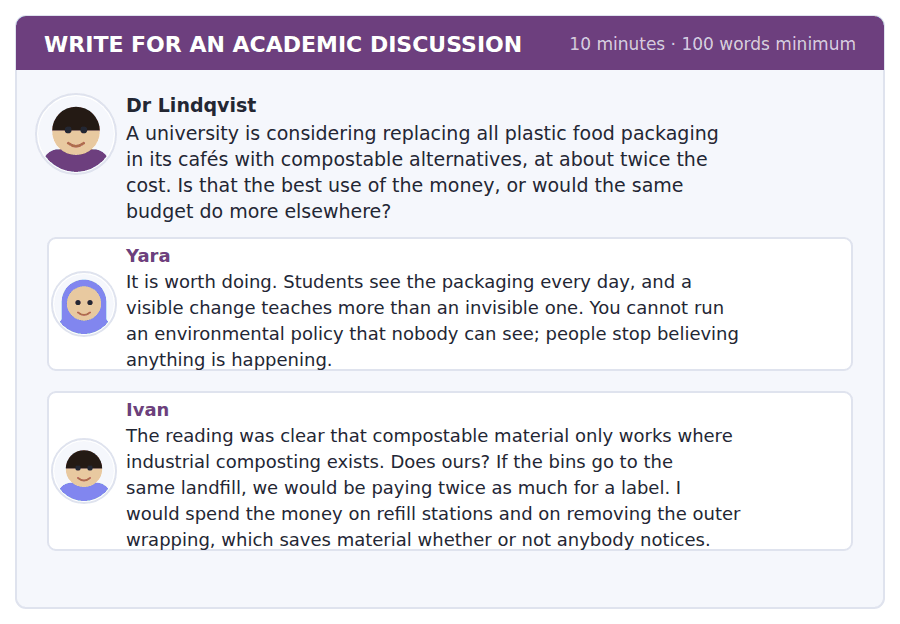 WRITE FOR AN ACADEMIC DISCUSSION
10 minutes · 100 words minimum
Dr Lindqvist
A university is considering replacing all plastic food packaging
in its cafés with compostable alternatives, at about twice the
cost. Is that the best use of the money, or would the same
budget do more elsewhere?
Yara
It is worth doing. Students see the packaging every day, and a
visible change teaches more than an invisible one. You cannot run
an environmental policy that nobody can see; people stop believing
anything is happening.
Ivan
The reading was clear that compostable material only works where
industrial composting exists. Does ours? If the bins go to the
same landfill, we would be paying twice as much for a label. I
would spend the money on refill stations and on removing the outer
wrapping, which saves material whether or not anybody notices.